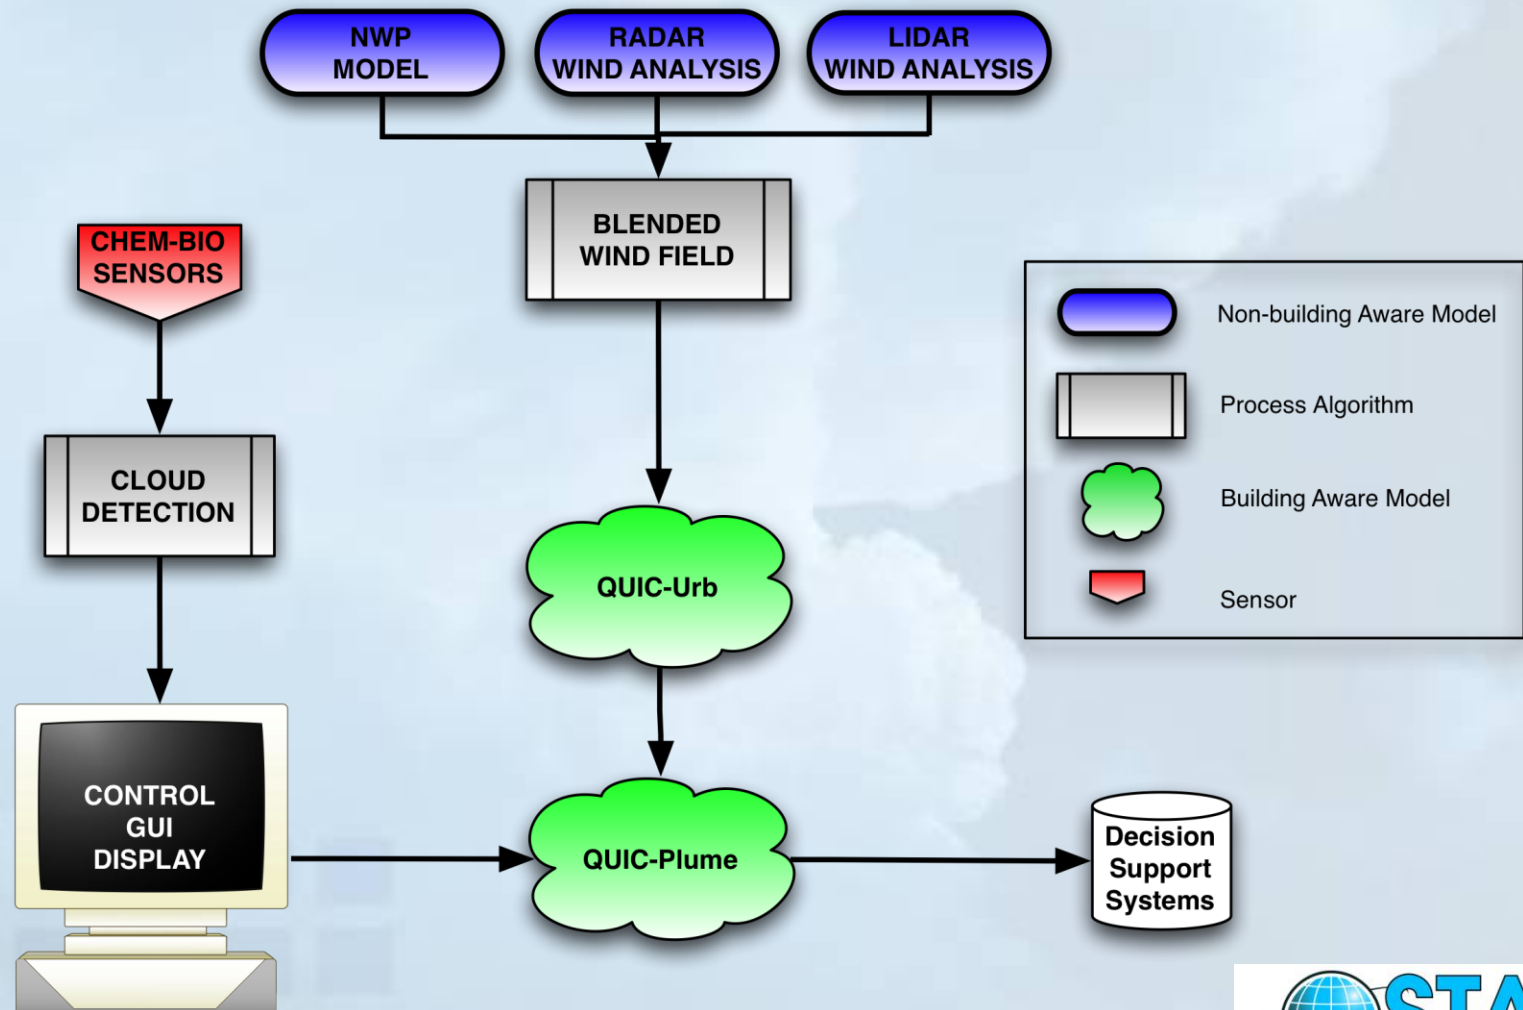 NWP
MODEL
RADAR
WIND ANALYSIS
LIDAR
WIND ANALYSIS
BLENDED
WIND FIELD
CHEM-BIO
SENSORS
Non-building Aware Model
Process Algorithm
Building Aware Model
Sensor
CLOUD
DETECTION
QUIC-Urb
CONTROL
GUI
DISPLAY
QUIC-Plume
Decision
Support
Systems